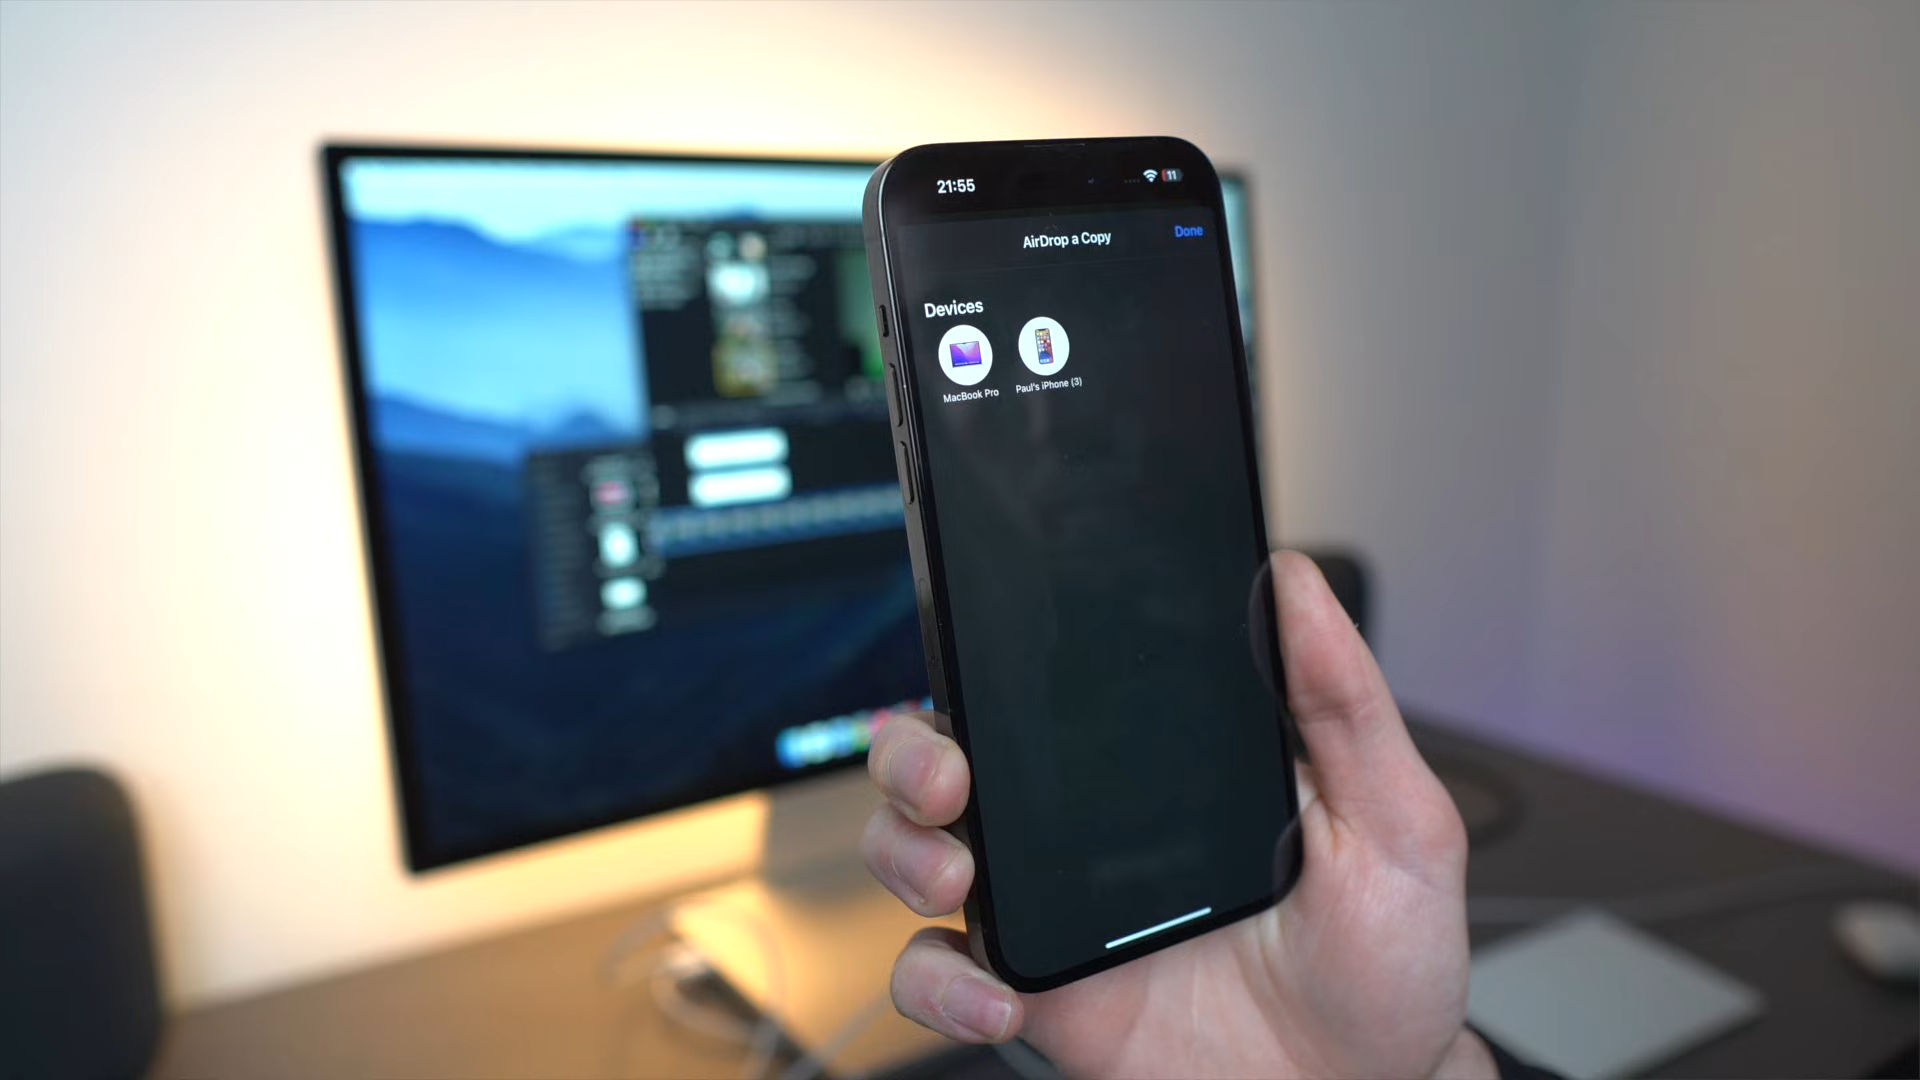 21:55
11
AirDrop a Copy
Done
Devices
MacBook Pro
Paul's iPhone (3)